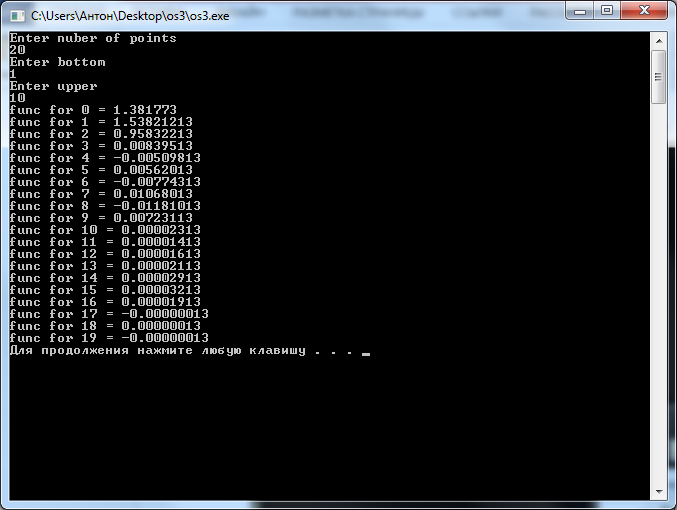 C:\Users\Антон\Desktop\os3\os3.exe
Enter nuber of points
20
Enter bottom
1
Enter upper
10
func for 0 = 1.381773
func for 1 = 1.53821213
func for 2 = 0.95832213
func for 3 = 0.00839513
func for 4 = -0.00509813
func for 5 = 0.00562013
func for 6 = -0.00774313
func for 7 = 0.01068013
func for 8 = -0.01181013
func for 9 = 0.00723113
func for 10 = 0.00002313
func for 11 = 0.00001413
func for 12 = 0.00001613
func for 13 = 0.00002113
func for 14 = 0.00002913
func for 15 = 0.00003213
func for 16 = 0.00001913
func for 17 = -0.00000013
func for 18 = 0.00000013
func for 19 = -0.00000013
Для продолжения нажмите любую клавишу . . . _